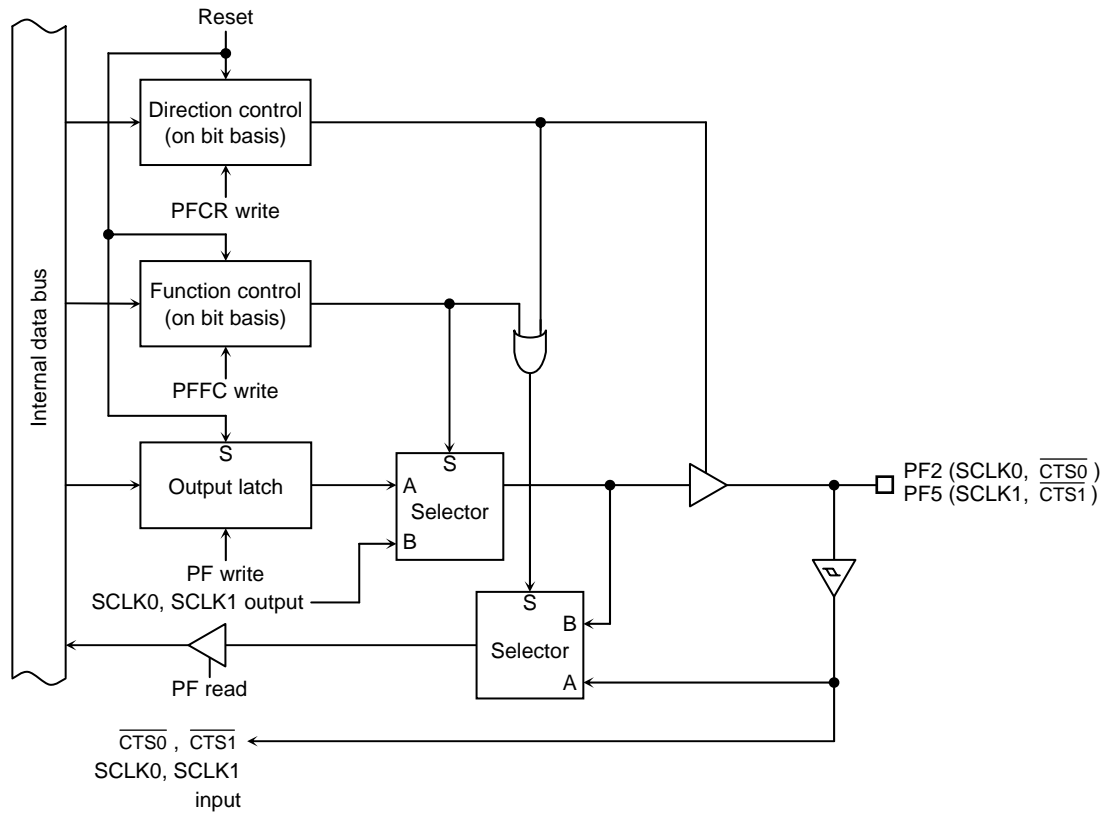 Reset
Direction control
(on bit basis)
PFCR write
Internal data bus
Function control
(on bit basis)
PFFC write
S
Output latch
PF write
SCLK0, SCLK1 output
S
A
Selector
B
PF2 (SCLK0, CTS0 )
PF5 (SCLK1, CTS1 )
S
B
Selector
A
PF read
CTS0 , CTS1
SCLK0, SCLK1
input